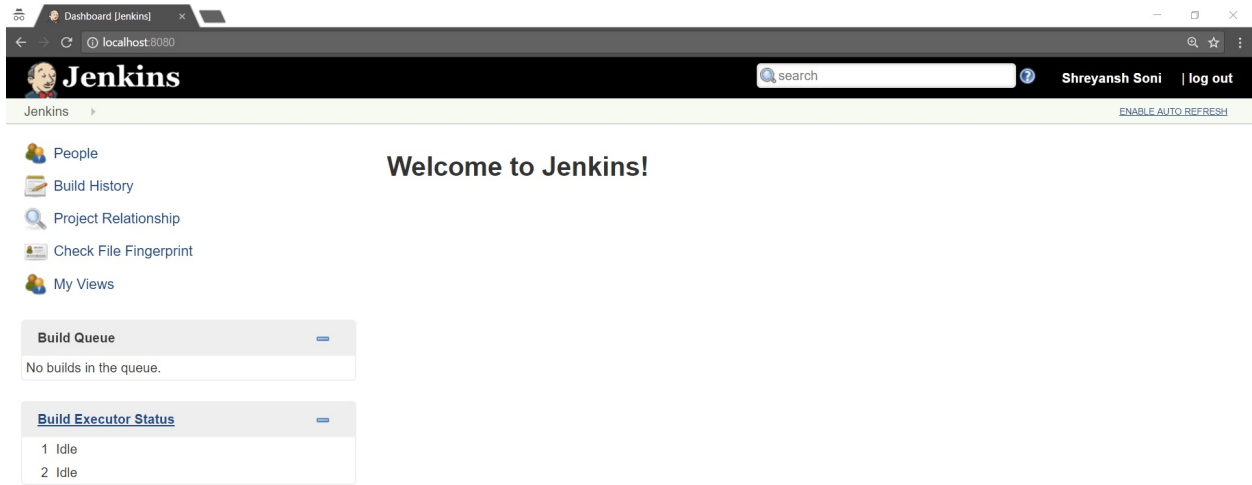 Dashboard [Jenkins]
localhost:8080
Jenkins
search
Shreyansh Soni | log out
Jenkins
ENABLE AUTO REFRESH
People
Build History
Project Relationship
Check File Fingerprint
My Views
Welcome to Jenkins!
Build Queue
No builds in the queue.
Build Executor Status
1 Idle
2 Idle